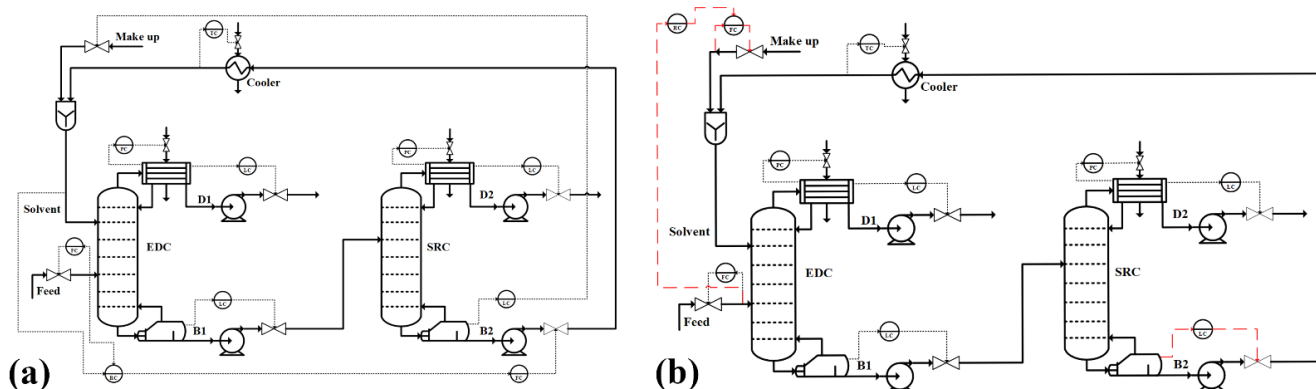 TC
Make up
Cooler
PC
LC
PC
LC
D1
D2
Solvent
EDC
SRC
FC
Feed
LC
LC
B1
B2
(a)
RC
FC
RC
FC
Make up
TC
Cooler
PC
LC
PC
LC
D1
D2
Solvent
EDC
SRC
FC
Feed
LC
LC
B1
B2
(b)